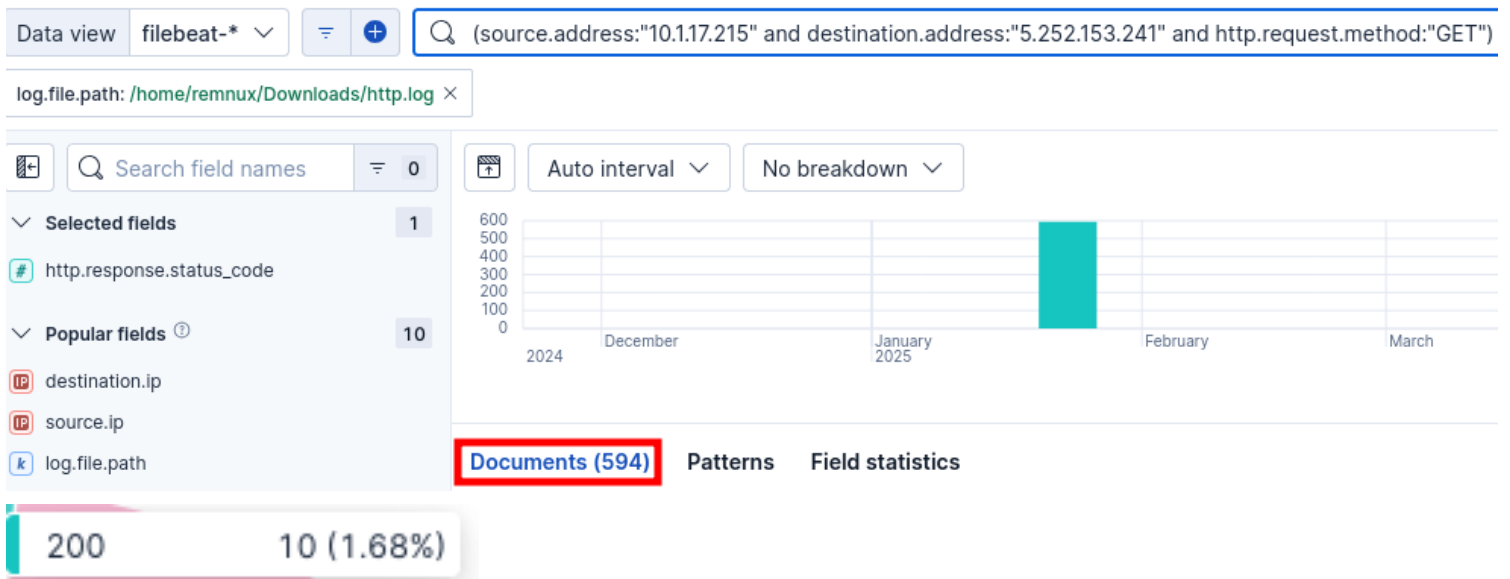 Data view filebeat-* (source.address:"10.1.17.215" and destination.address:"5.252.153.241" and http.request.method:"GET")
log.file.path: /home/remnux/Downloads/http.log
Search field names 0 Auto interval No breakdown
Selected fields 1
http.response.status_code
Popular fields 10
destination.ip
source.ip
log.file.path
600
500
400
300
200
100
0
December January February March
2024 2025
Documents (594) Patterns Field statistics
200 10 (1.68%)